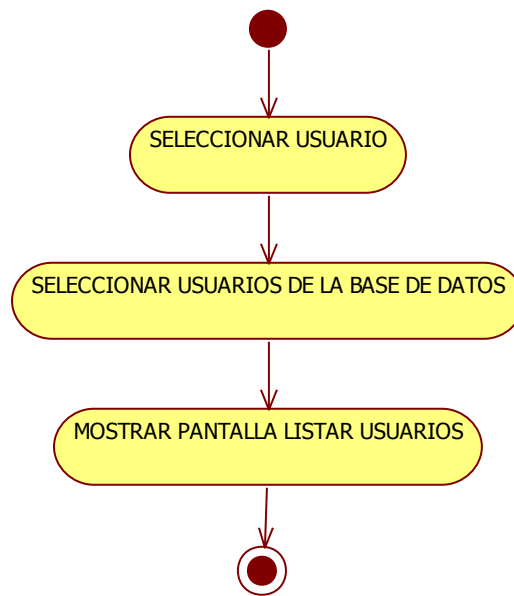 SELECCIONAR USUARIO
SELECCIONAR USUARIOS DE LA BASE DE DATOS
MOSTRAR PANTALLA LISTAR USUARIOS